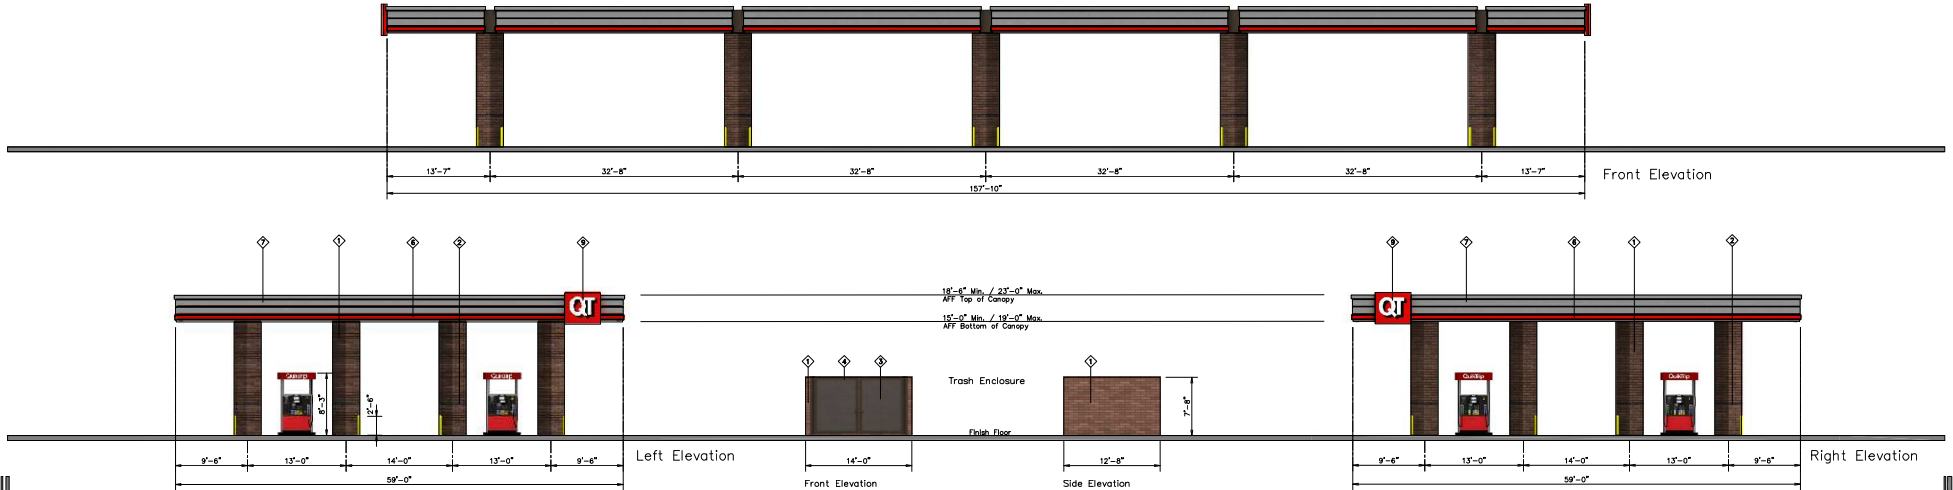 13'-7" 32'-8" 32'-8" 32'-8" 32'-8" 13'-7"
Front Elevation
157'-10"
7 1 6 2 9
9 7 6 1 2
18'-6" Min. / 23'-0" Max.
AFF Top of Canopy
15'-0" Min. / 19'-0" Max.
AFF Bottom of Canopy
QT
QT
1 4 3
1
QuikTrip
QuikTrip
QuikTrip
QuikTrip
Trash Enclosure
8'-3"
2'-6"
7'-8"
Finish Floor
9'-6" 13'-0" 14'-0" 13'-0" 9'-6"
Left Elevation
14'-0"
12'-8"
9'-6" 13'-0" 14'-0" 13'-0" 9'-6"
Right Elevation
59'-0"
Front Elevation
Side Elevation
59'-0"